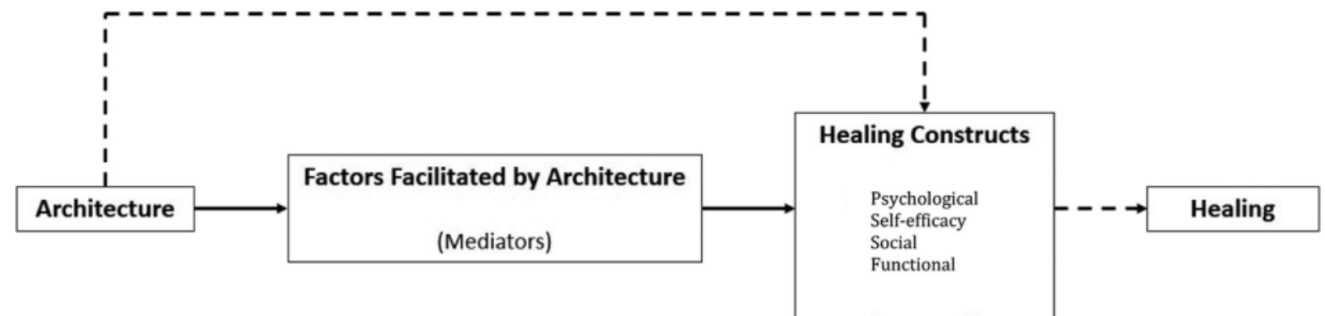 Architecture
Factors Facilitated by Architecture
(Mediators)
Healing Constructs
Psychological
Self-efficacy
Social
Functional
Healing